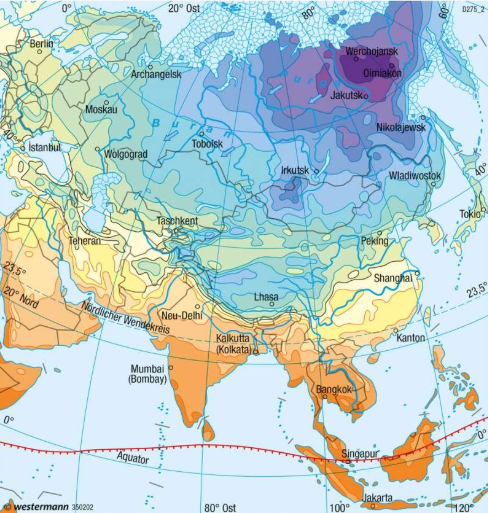 0°
20° Ost
80°
60°
D275_2
Berlin
Werchojansk
Oimjakon
Archangelsk
Jakutsk
Moskau
Buran
Nikolajewsk
40°
Tobolsk
Istanbul
Wolgograd
Irkutsk
Wladiwostok
40°
Taschkent
Tokio
Teheran
Peking
23,5°
Shanghai
23,5°
20° Nord
Lhasa
Nördlicher Wendekreis
Neu-Delhi
Kalkutta
(Kolkata)
Kanton
Mumbai
(Bombay)
Bangkok
0°
0°
Äquator
Singapur
Jakarta
© westermann 350202
80° Ost
100°
120°